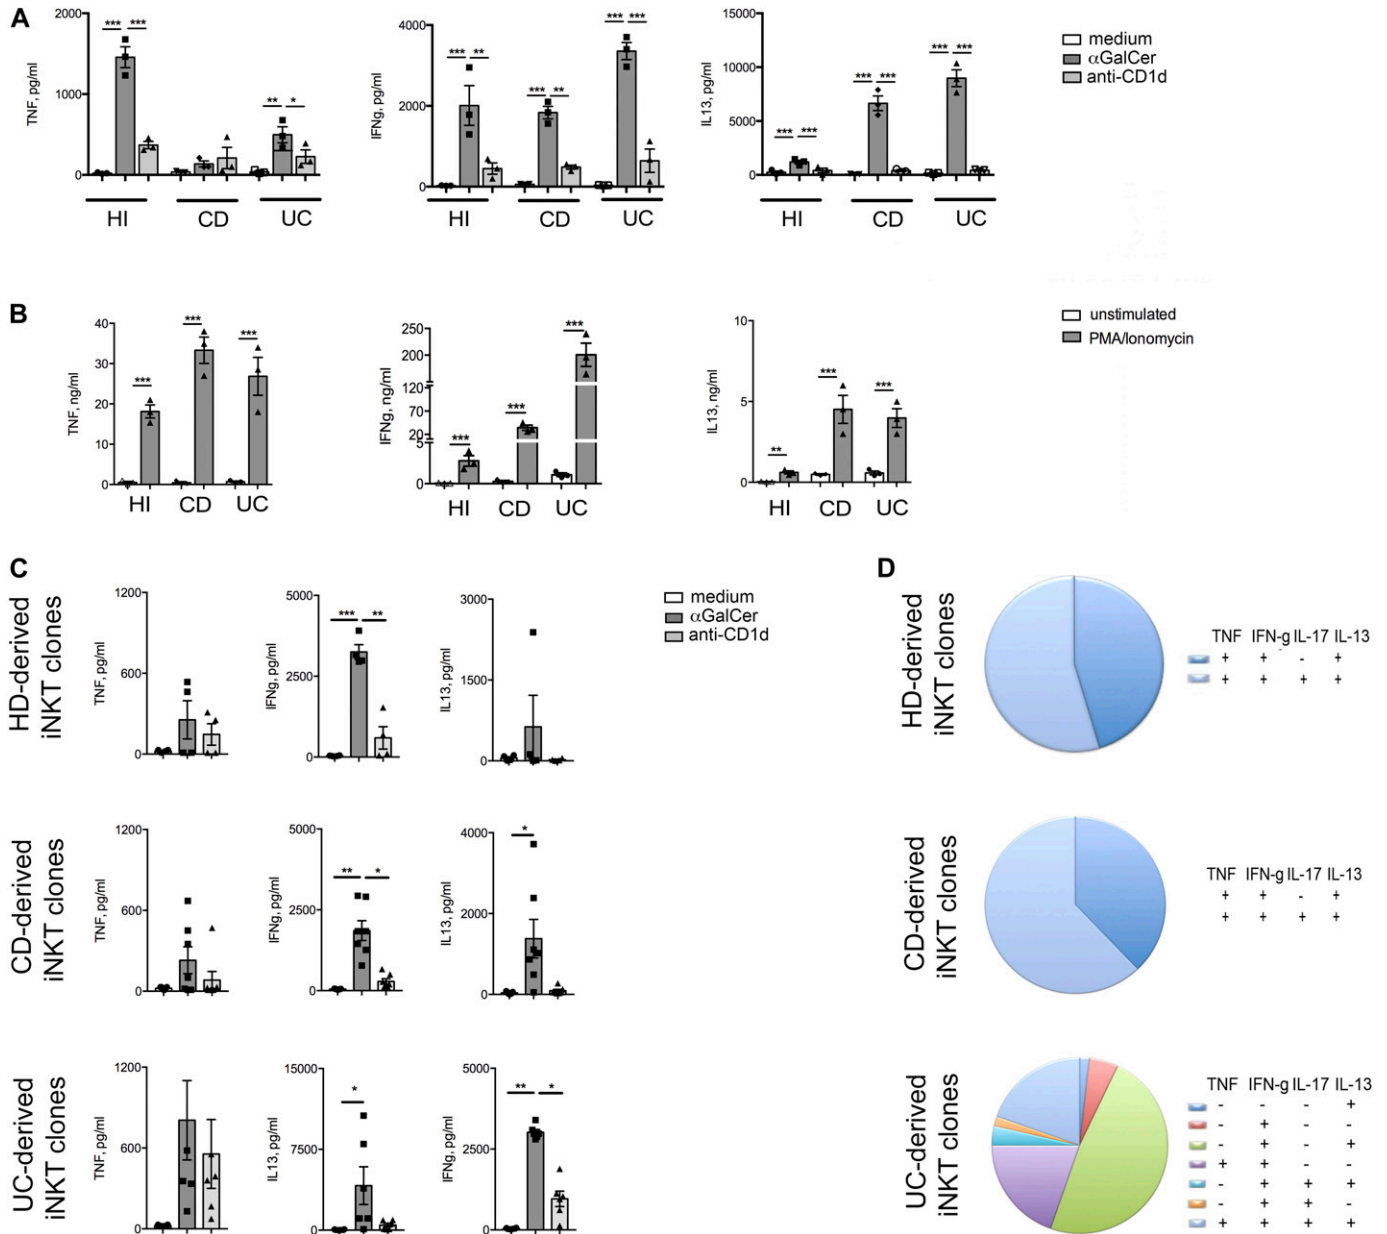 A
2000
1000
0
TNF, pg/ml
*** ***
** *
HI CD UC
4000
2000
0
IFNg, pg/ml
*** **
*** **
*** ***
HI CD UC
15000
10000
5000
0
IL13, pg/ml
*** ***
*** ***
*** ***
HI CD UC
medium
αGalCer
anti-CD1d
B
40
30
20
10
0
TNF, ng/ml
*** *** ***
HI CD UC
250
200
120
70
20
5
0
IFNg, ng/ml
*** *** ***
HI CD UC
10
5
0
IL13, ng/ml
** *** ***
HI CD UC
unstimulated
PMA/Ionomycin
C
HD-derived
iNKT clones
1200
600
0
TNF, pg/ml
5000
2500
0
IFNg, pg/ml
*** **
3000
1500
0
IL13, pg/ml
medium
αGalCer
anti-CD1d
CD-derived
iNKT clones
1200
600
0
TNF, pg/ml
5000
2500
0
IFNg, pg/ml
** *
4000
2000
0
IL13, pg/ml
*
UC-derived
iNKT clones
1200
600
0
TNF, pg/ml
15000
7500
0
IL13, pg/ml
*
5000
2500
0
IFNg, pg/ml
** *
D
HD-derived
iNKT clones
TNF IFN-g IL-17 IL-13
+ + - +
+ + + +
CD-derived
iNKT clones
TNF IFN-g IL-17 IL-13
+ + - +
+ + + +
UC-derived
iNKT clones
TNF IFN-g IL-17 IL-13
- - - +
- + - -
- + - +
+ + - -
- + + +
- + + -
+ + + +